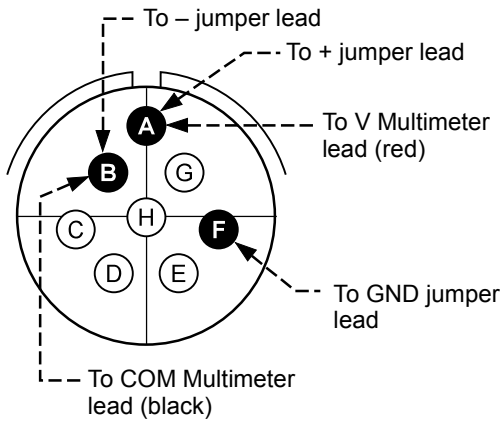 To – jumper lead
To + jumper lead
A
To V Multimeter
lead (red)
B
G
H
C
F
D
E
To GND jumper
lead
To COM Multimeter
lead (black)